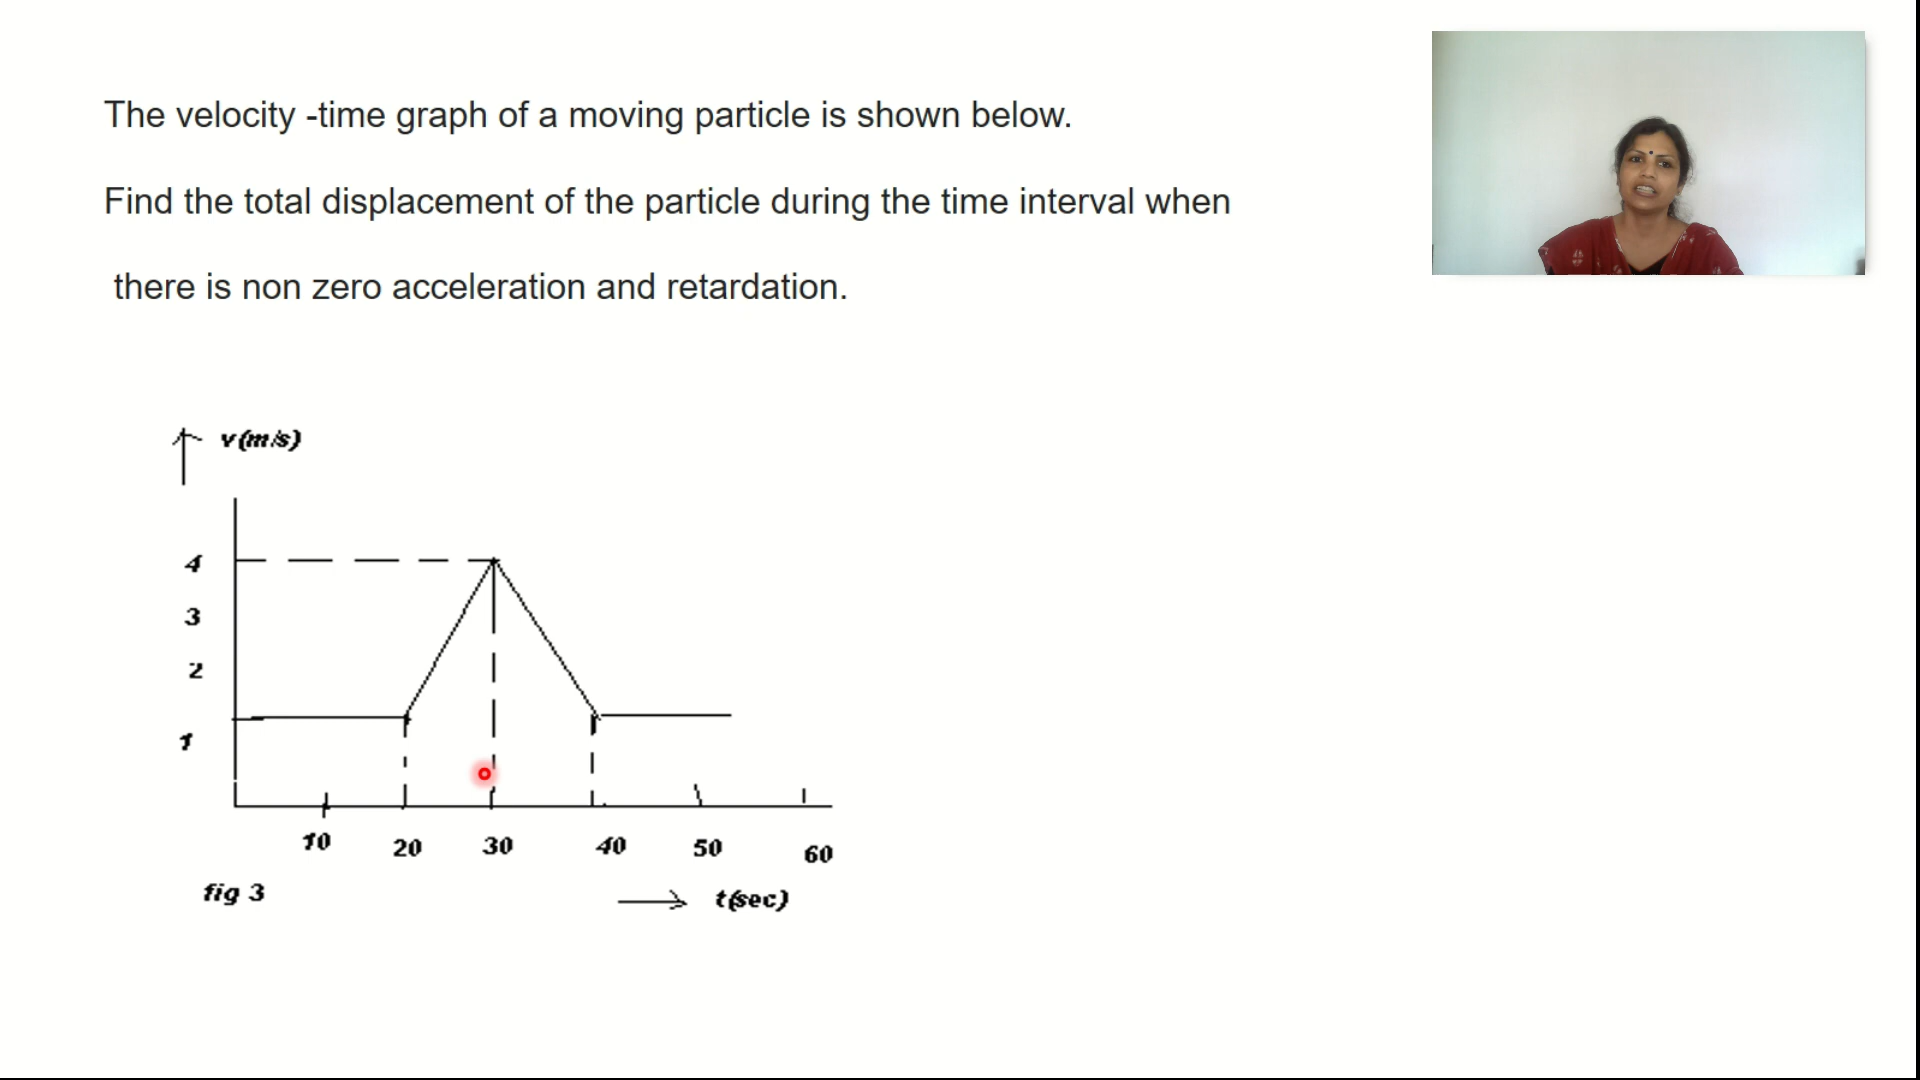 The velocity -time graph of a moving particle is shown below.
Find the total displacement of the particle during the time interval when
there is non zero acceleration and retardation.
v(m/s)
4
3
2
1
10 20 30 40 50 60
fig 3
t(sec)